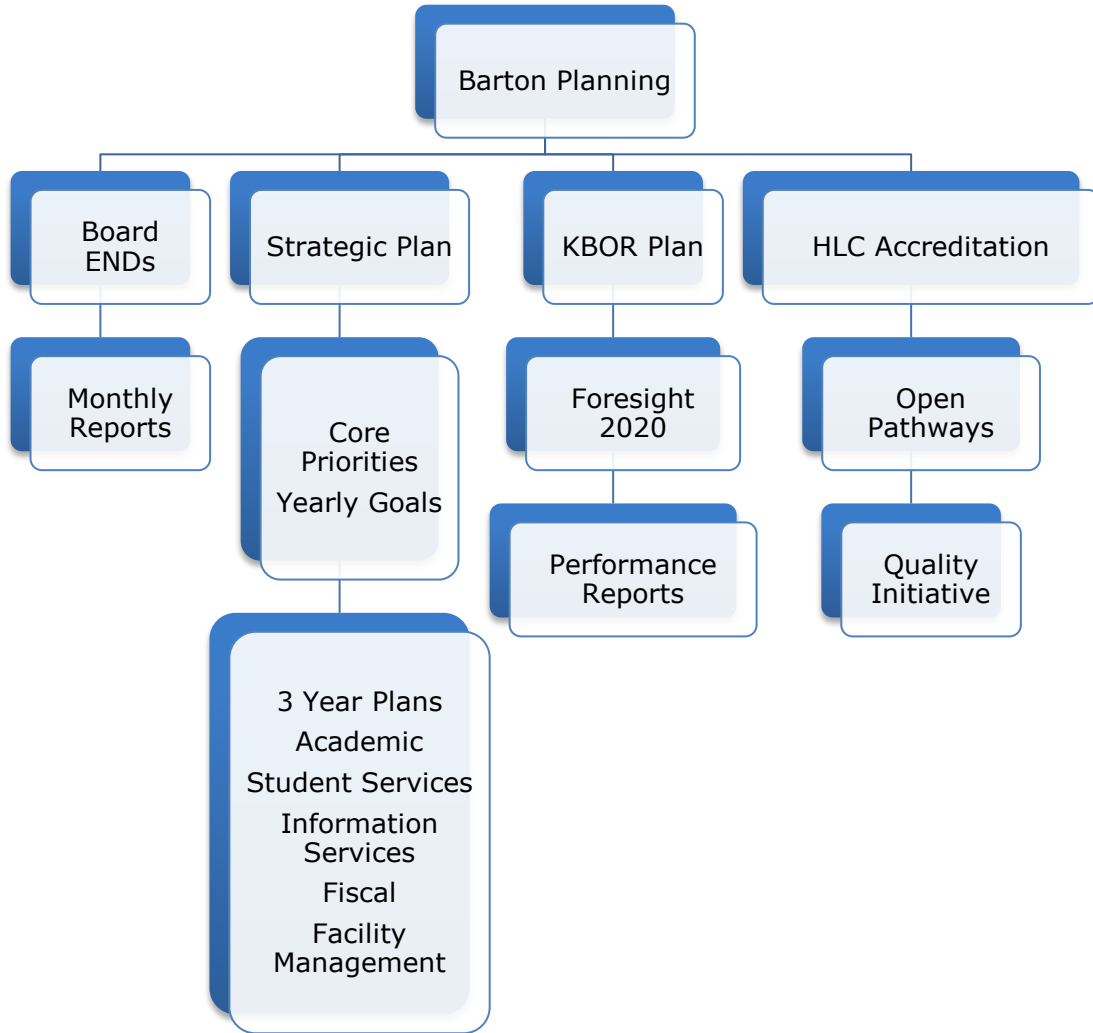 Barton Planning
Board
ENDs
Strategic Plan
KBOR Plan
HLC Accreditation
Monthly
Reports
Core
Priorities
Yearly Goals
Foresight
2020
Open
Pathways
Performance
Reports
Quality
Initiative
3 Year Plans
Academic
Student Services
Information
Services
Fiscal
Facility
Management